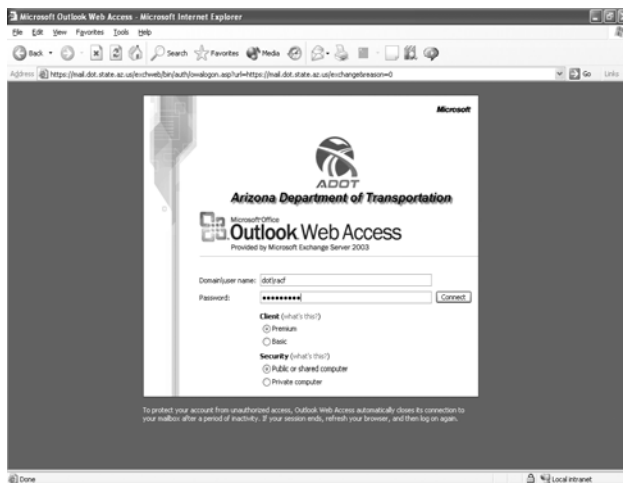 Microsoft Outlook Web Access - Microsoft Internet Explorer
File Edit View Favorites Tools Help
Back Search Favorites Media
Address https://mail.dot.state.az.us/exchweb/bin/auth/owalogon.asp?url=https://mail.dot.state.az.us/exchange&reason=0 Go Links
Microsoft
ADOT
Arizona Department of Transportation
Microsoft Office
Outlook Web Access
Provided by Microsoft Exchange Server 2003
Domain\user name: dot\racf
Password: Connect
Client (what's this?)
Premium
Basic
Security (what's this?)
Public or shared computer
Private computer
To protect your account from unauthorized access, Outlook Web Access automatically closes its connection to
your mailbox after a period of inactivity. If your session ends, refresh your browser, and then log on again.
Done Local intranet